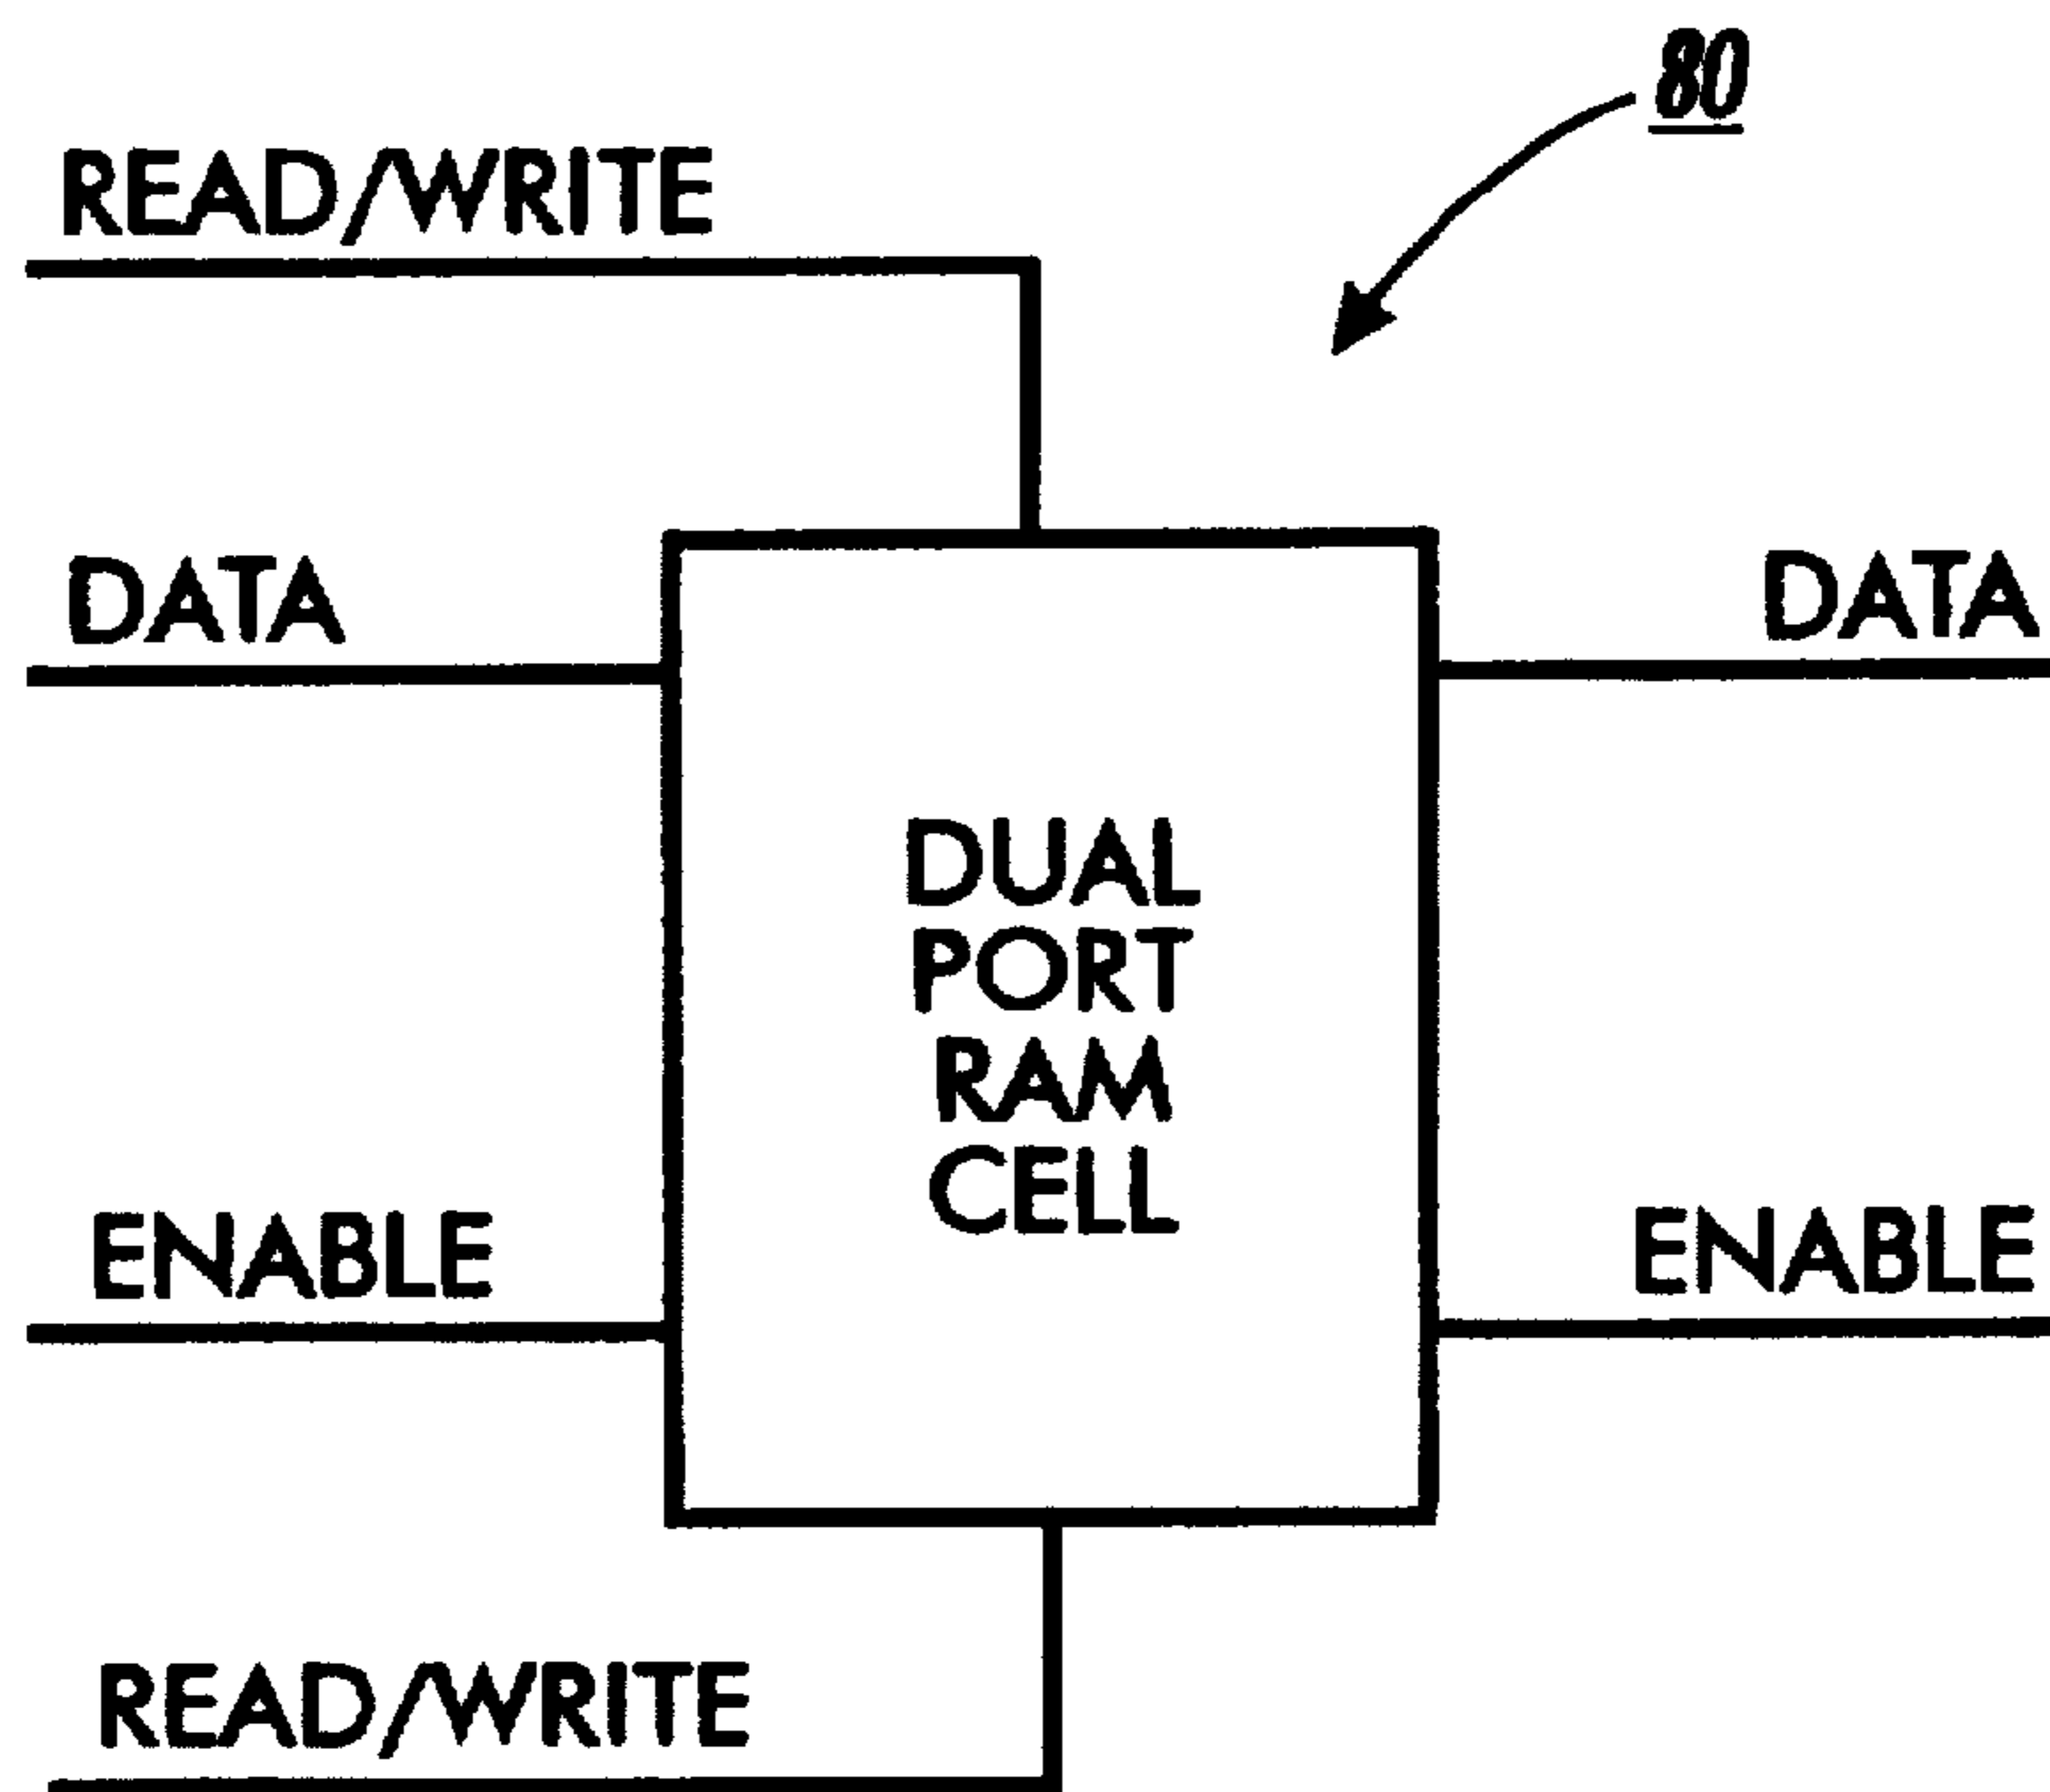 80
READ/WRITE
DATA
DATA
DUAL
PORT
RAM
CELL
ENABLE
ENABLE
READ/WRITE